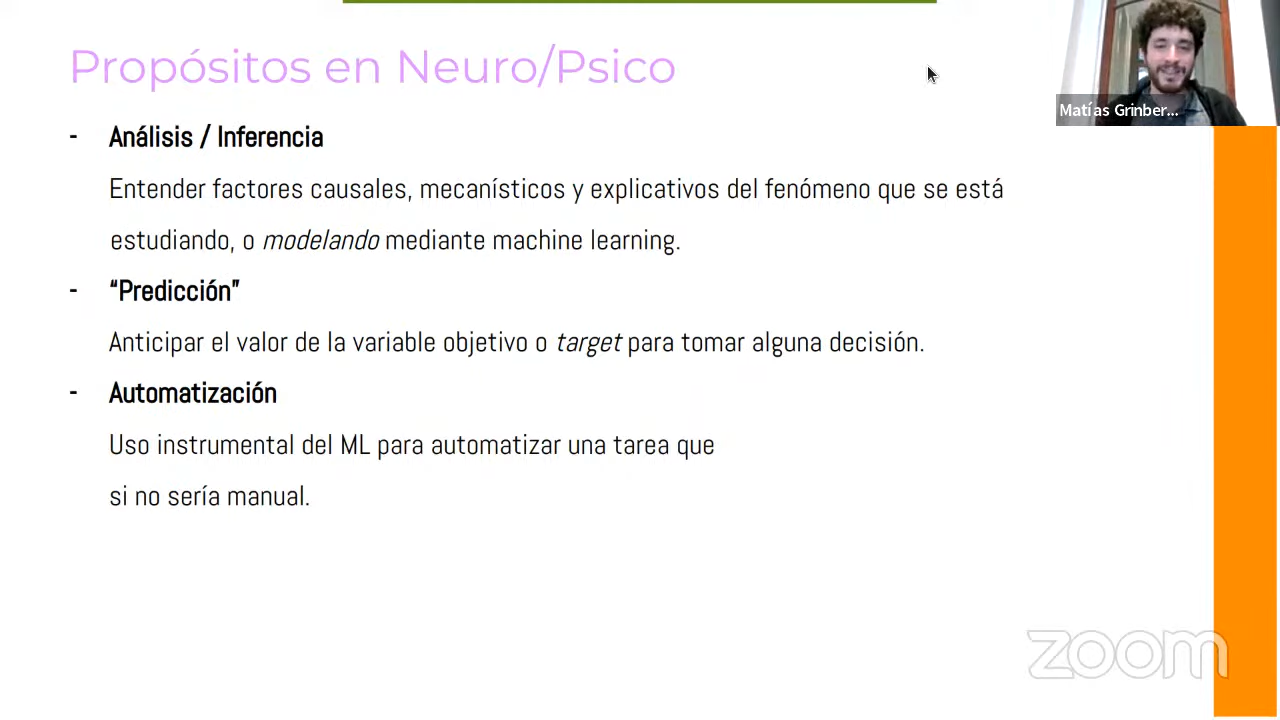 Propósitos en Neuro/Psico
Matías Grinber...
- Análisis / Inferencia
Entender factores causales, mecanísticos y explicativos del fenómeno que se está
estudiando, o modelando mediante machine learning.
- “Predicción”
Anticipar el valor de la variable objetivo o target para tomar alguna decisión.
- Automatización
Uso instrumental del ML para automatizar una tarea que
si no sería manual.
zoom